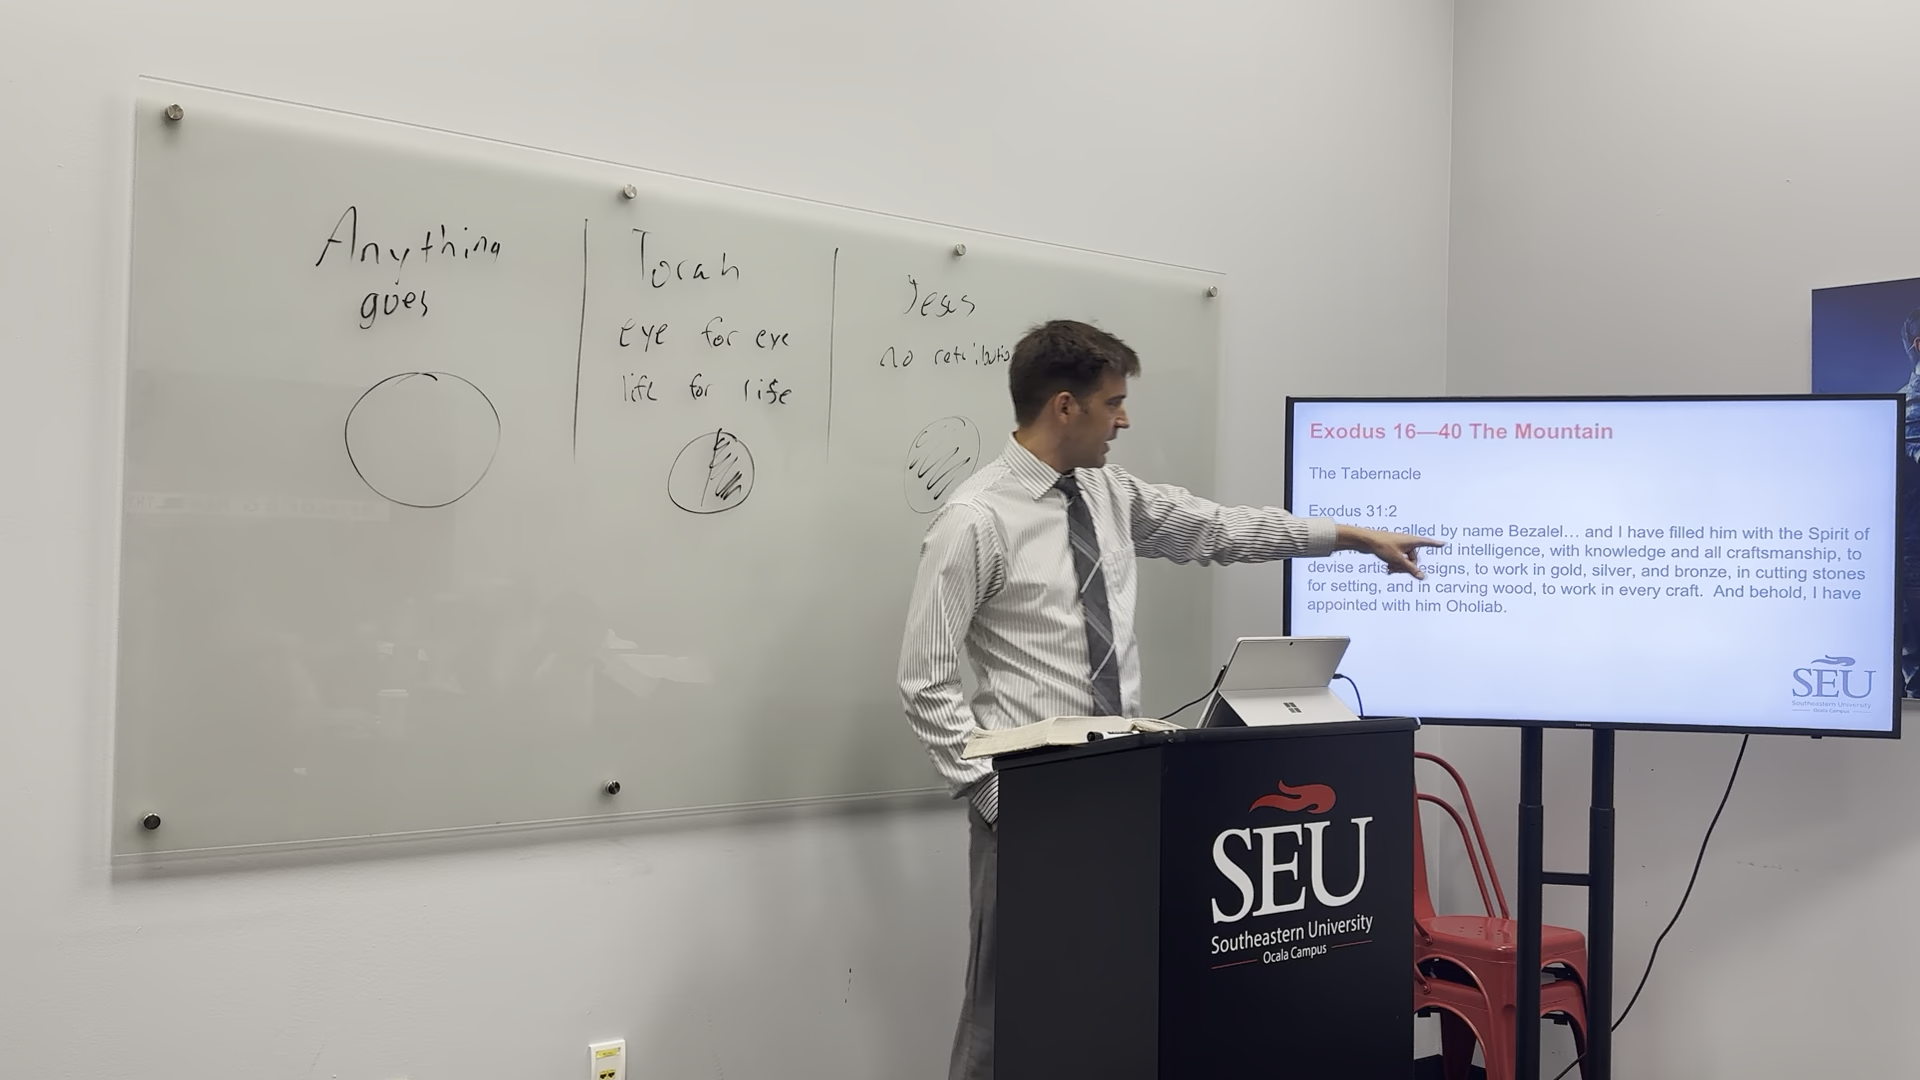 Anything
goes
Torah
eye for eye
life for life
Jesus
no
Exodus 16—40 The Mountain
The Tabernacle
Exodus 31:2
called by name Bezalel... and I have filled him with the Spirit of
and intelligence, with knowledge and all craftsmanship, to
devise designs, to work in gold, silver, and bronze, in cutting stones
for setting, and in carving wood, to work in every craft. And behold, I have
appointed with him Oholiab.
SEU
Southeastern University
Ocala Campus
SEU
Southeastern University
Ocala Campus